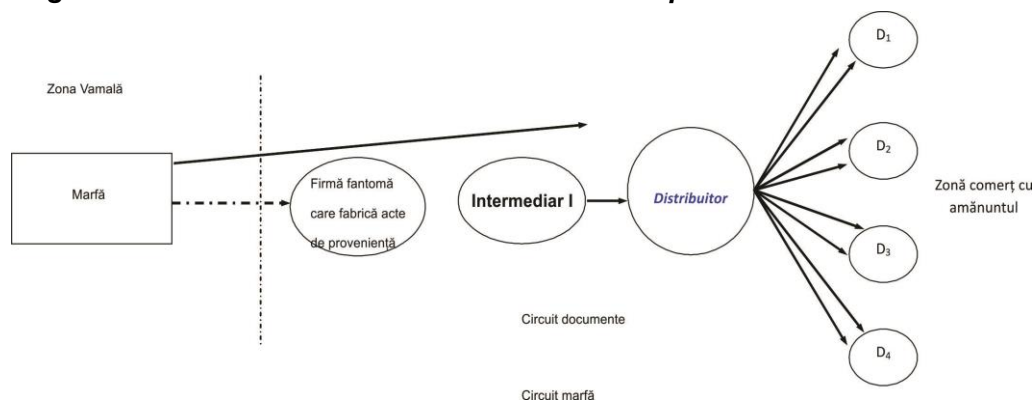 Zona Vamală
Marfă
Firmă fantomă
care fabrică acte
de proveniență
Intermediar I
Distribuitor
D1
D2
D3
D4
Zonă comerț cu
amănuntul
Circuit documente
Circuit marfă